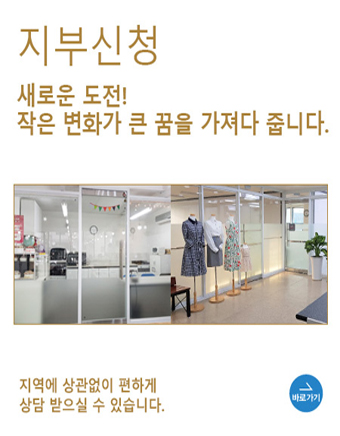 지부신청
새로운 도전!
작은 변화가 큰 꿈을 가져다 줍니다.
지역에 상관없이 편하게
상담 받으실 수 있습니다.
바로가기